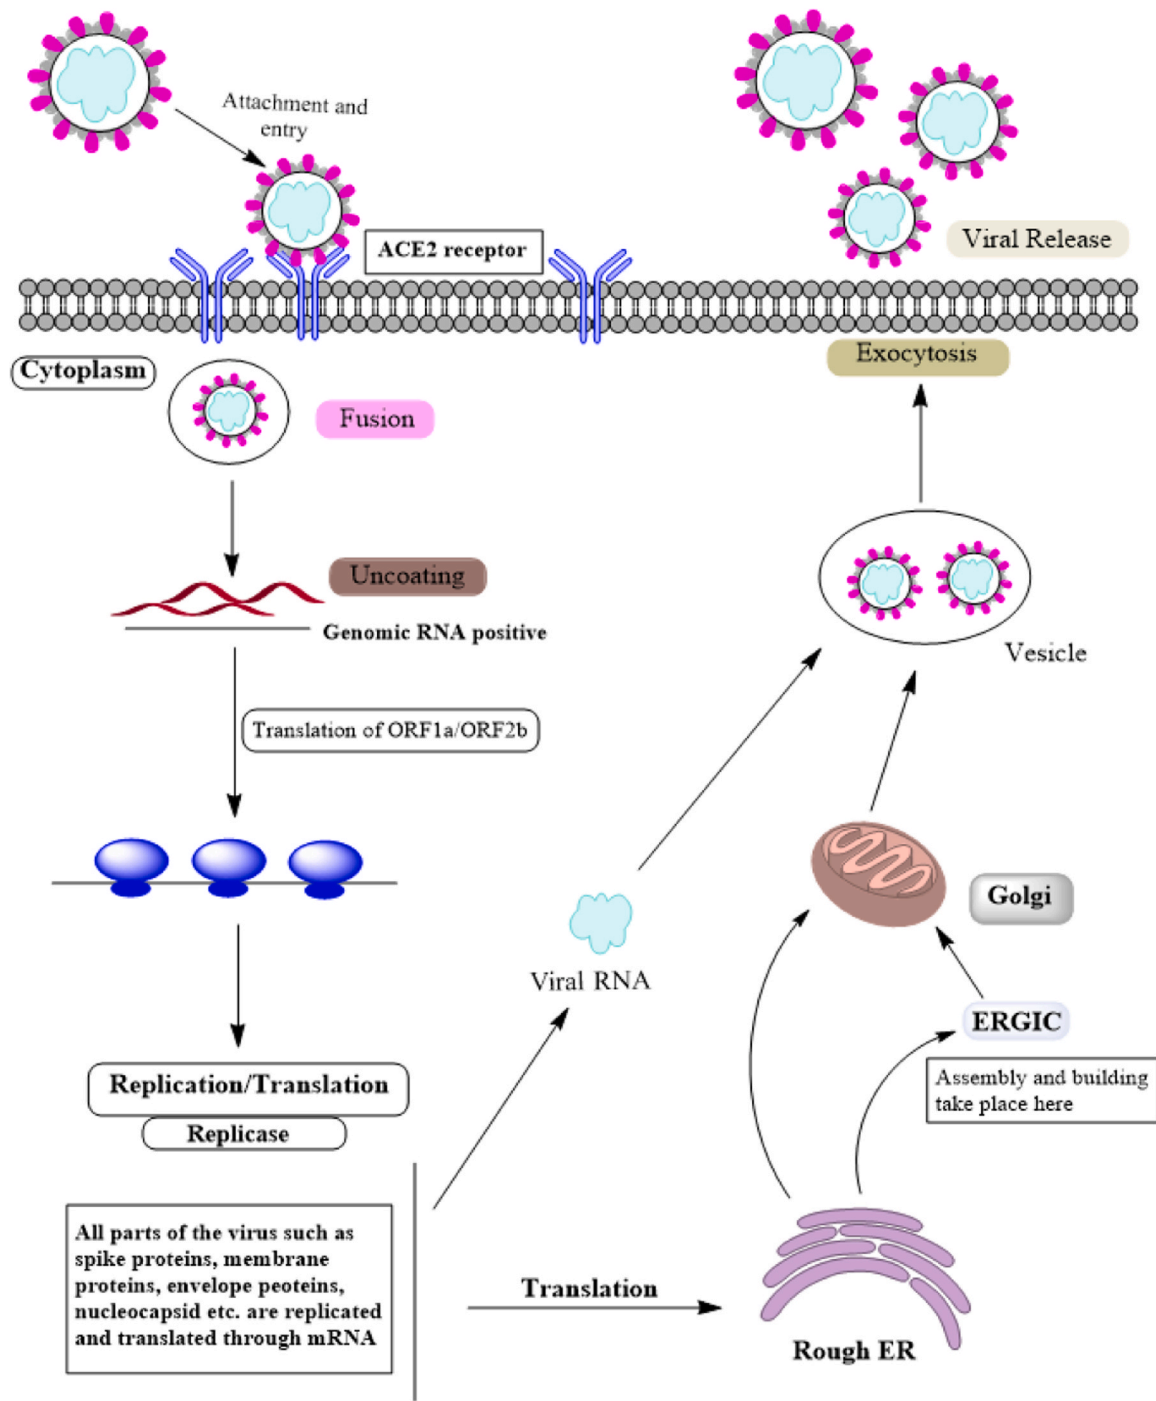 Attachment and
entry
ACE2 receptor
Viral Release
Cytoplasm
Exocytosis
Fusion
Uncoating
Genomic RNA positive
Vesicle
Translation of ORF1a/ORF2b
Golgi
Viral RNA
ERGIC
Assembly and building
take place here
Replication/Translation
Replicase
All parts of the virus such as
spike proteins, membrane
proteins, envelope peoteins,
nucleocapsid etc. are replicated
and translated through mRNA
Translation
Rough ER